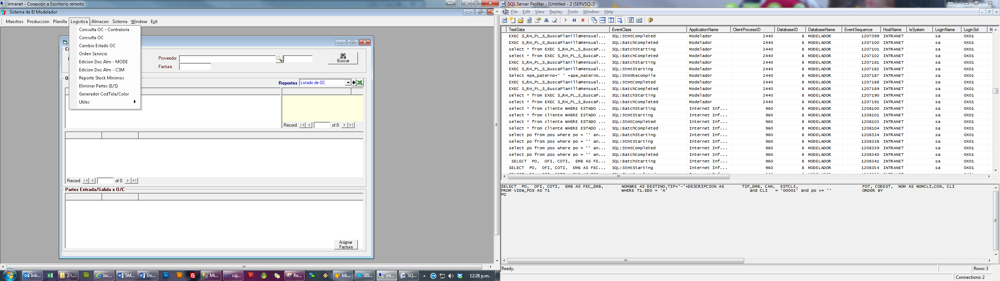 intranet - Conexión a Escritorio remoto
Sistema de El Modelador
Maestros Produccion Planilla Logistica Almacen Sistema Window Exit
Consulta OC - Contraloria
Consulta OC
Cambio Estado OC
Orden Servicio
Edicion Doc Alm - MODE
Edicion Doc Alm - CSM
Reporte Stock Minimos
Eliminar Partes (E/S)
Generador CodTela/Color
Utiles
Proveedor
Factura
Buscar
Reportes Listado de OC
Record: of 0
Record: of 0
Partes Entrada/Salida x O/C
Asignar
Factura
Inb... Z:\... Jac... SM... Do... Mi... caj... Re... Mi... SIS... int... SQ... 12:28 p.m.
SQL Server Profiler - [Untitled - 2 (SERVSQL)]
File Edit View Replay Tools Window Help
TextData EventClass ApplicationName ClientProcessID DatabaseID DatabaseName EventSequence HostName IsSystem LoginName LoginSid N
EXEC S_RH_PL_S_BuscaPlanillaMensual... SQL:StmtCompleted Modelador 2440 8 MODELADOR 1207099 INTRANET sa 0X01
EXEC S_RH_PL_S_BuscaPlanillaMensual... SQL:BatchCompleted Modelador 2440 8 MODELADOR 1207100 INTRANET sa 0X01
select * from EXEC S_RH_PL_S_BuscaP... SQL:BatchStarting Modelador 2440 8 MODELADOR 1207101 INTRANET sa 0X01
select * from EXEC S_RH_PL_S_BuscaP... SQL:BatchCompleted Modelador 2440 8 MODELADOR 1207102 INTRANET sa 0X01
EXEC S_RH_PL_S_BuscaPlanillaMensual... SQL:BatchStarting Modelador 2440 8 MODELADOR 1207181 INTRANET sa 0X01
EXEC S_RH_PL_S_BuscaPlanillaMensual... SQL:StmtStarting Modelador 2440 8 MODELADOR 1207182 INTRANET sa 0X01
Select Ape_paterno+' ' +ape_materno... SQL:StmtRecompile Modelador 2440 8 MODELADOR 1207187 INTRANET sa 0X01
EXEC S_RH_PL_S_BuscaPlanillaMensual... SQL:StmtCompleted Modelador 2440 8 MODELADOR 1207188 INTRANET sa 0X01
EXEC S_RH_PL_S_BuscaPlanillaMensual... SQL:BatchCompleted Modelador 2440 8 MODELADOR 1207189 INTRANET sa 0X01
select * from EXEC S_RH_PL_S_BuscaP... SQL:BatchStarting Modelador 2440 8 MODELADOR 1207190 INTRANET sa 0X01
select * from EXEC S_RH_PL_S_BuscaP... SQL:BatchCompleted Modelador 2440 8 MODELADOR 1207191 INTRANET sa 0X01
select * from cliente WHERE ESTADO ... SQL:BatchStarting Internet Inf... 960 8 MODELADOR 1208100 INTRANET sa 0X01
select * from cliente WHERE ESTADO ... SQL:StmtStarting Internet Inf... 960 8 MODELADOR 1208101 INTRANET sa 0X01
select * from cliente WHERE ESTADO ... SQL:StmtCompleted Internet Inf... 960 8 MODELADOR 1208103 INTRANET sa 0X01
select * from cliente WHERE ESTADO ... SQL:BatchCompleted Internet Inf... 960 8 MODELADOR 1208104 INTRANET sa 0X01
select po from pos where po = '' an... SQL:BatchStarting Internet Inf... 960 8 MODELADOR 1208334 INTRANET sa 0X01
select po from pos where po = '' an... SQL:StmtStarting Internet Inf... 960 8 MODELADOR 1208338 INTRANET sa 0X01
select po from pos where po = '' an... SQL:StmtCompleted Internet Inf... 960 8 MODELADOR 1208339 INTRANET sa 0X01
select po from pos where po = '' an... SQL:BatchCompleted Internet Inf... 960 8 MODELADOR 1208340 INTRANET sa 0X01
SELECT PO, OFI, COTI, EMB AS FE... SQL:BatchStarting Internet Inf... 960 8 MODELADOR 1208341 INTRANET sa 0X01
SELECT PO, OFI, COTI, EMB AS FEC... SQL:StmtStarting Internet Inf... 960 8 MODELADOR 1208354 INTRANET sa 0X01
SELECT PO, OFI, COTI, EMB AS FEC_EMB, NOMBRE AS DESTINO,TIP+'-'+DESCRIPCION AS TIP_EMB, CAN, ESTCLI, FOT, CODEST, NOM AS NOMCLI,CON, CLI
FROM VIEW_POS AS T1 WHERE T1.EDO = 'A' and CLI = '00001' and po >= '' ORDER BY
PO
Ready. Rows: 3
Connections: 2